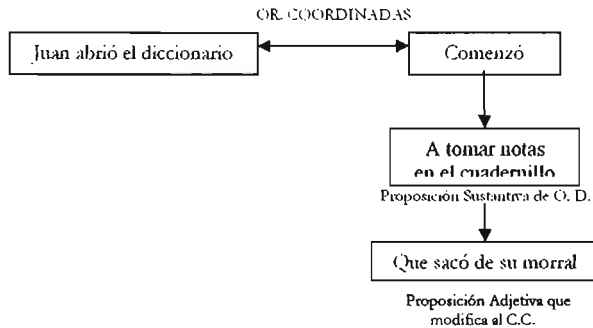 OR. COORDINADAS
Juan abrió el diccionario
Comenzó
A tomar notas
en el cuadernillo
Proposición Sustantiva de O. D.
Que sacó de su morral
Proposición Adjetiva que
modifica al C.C.